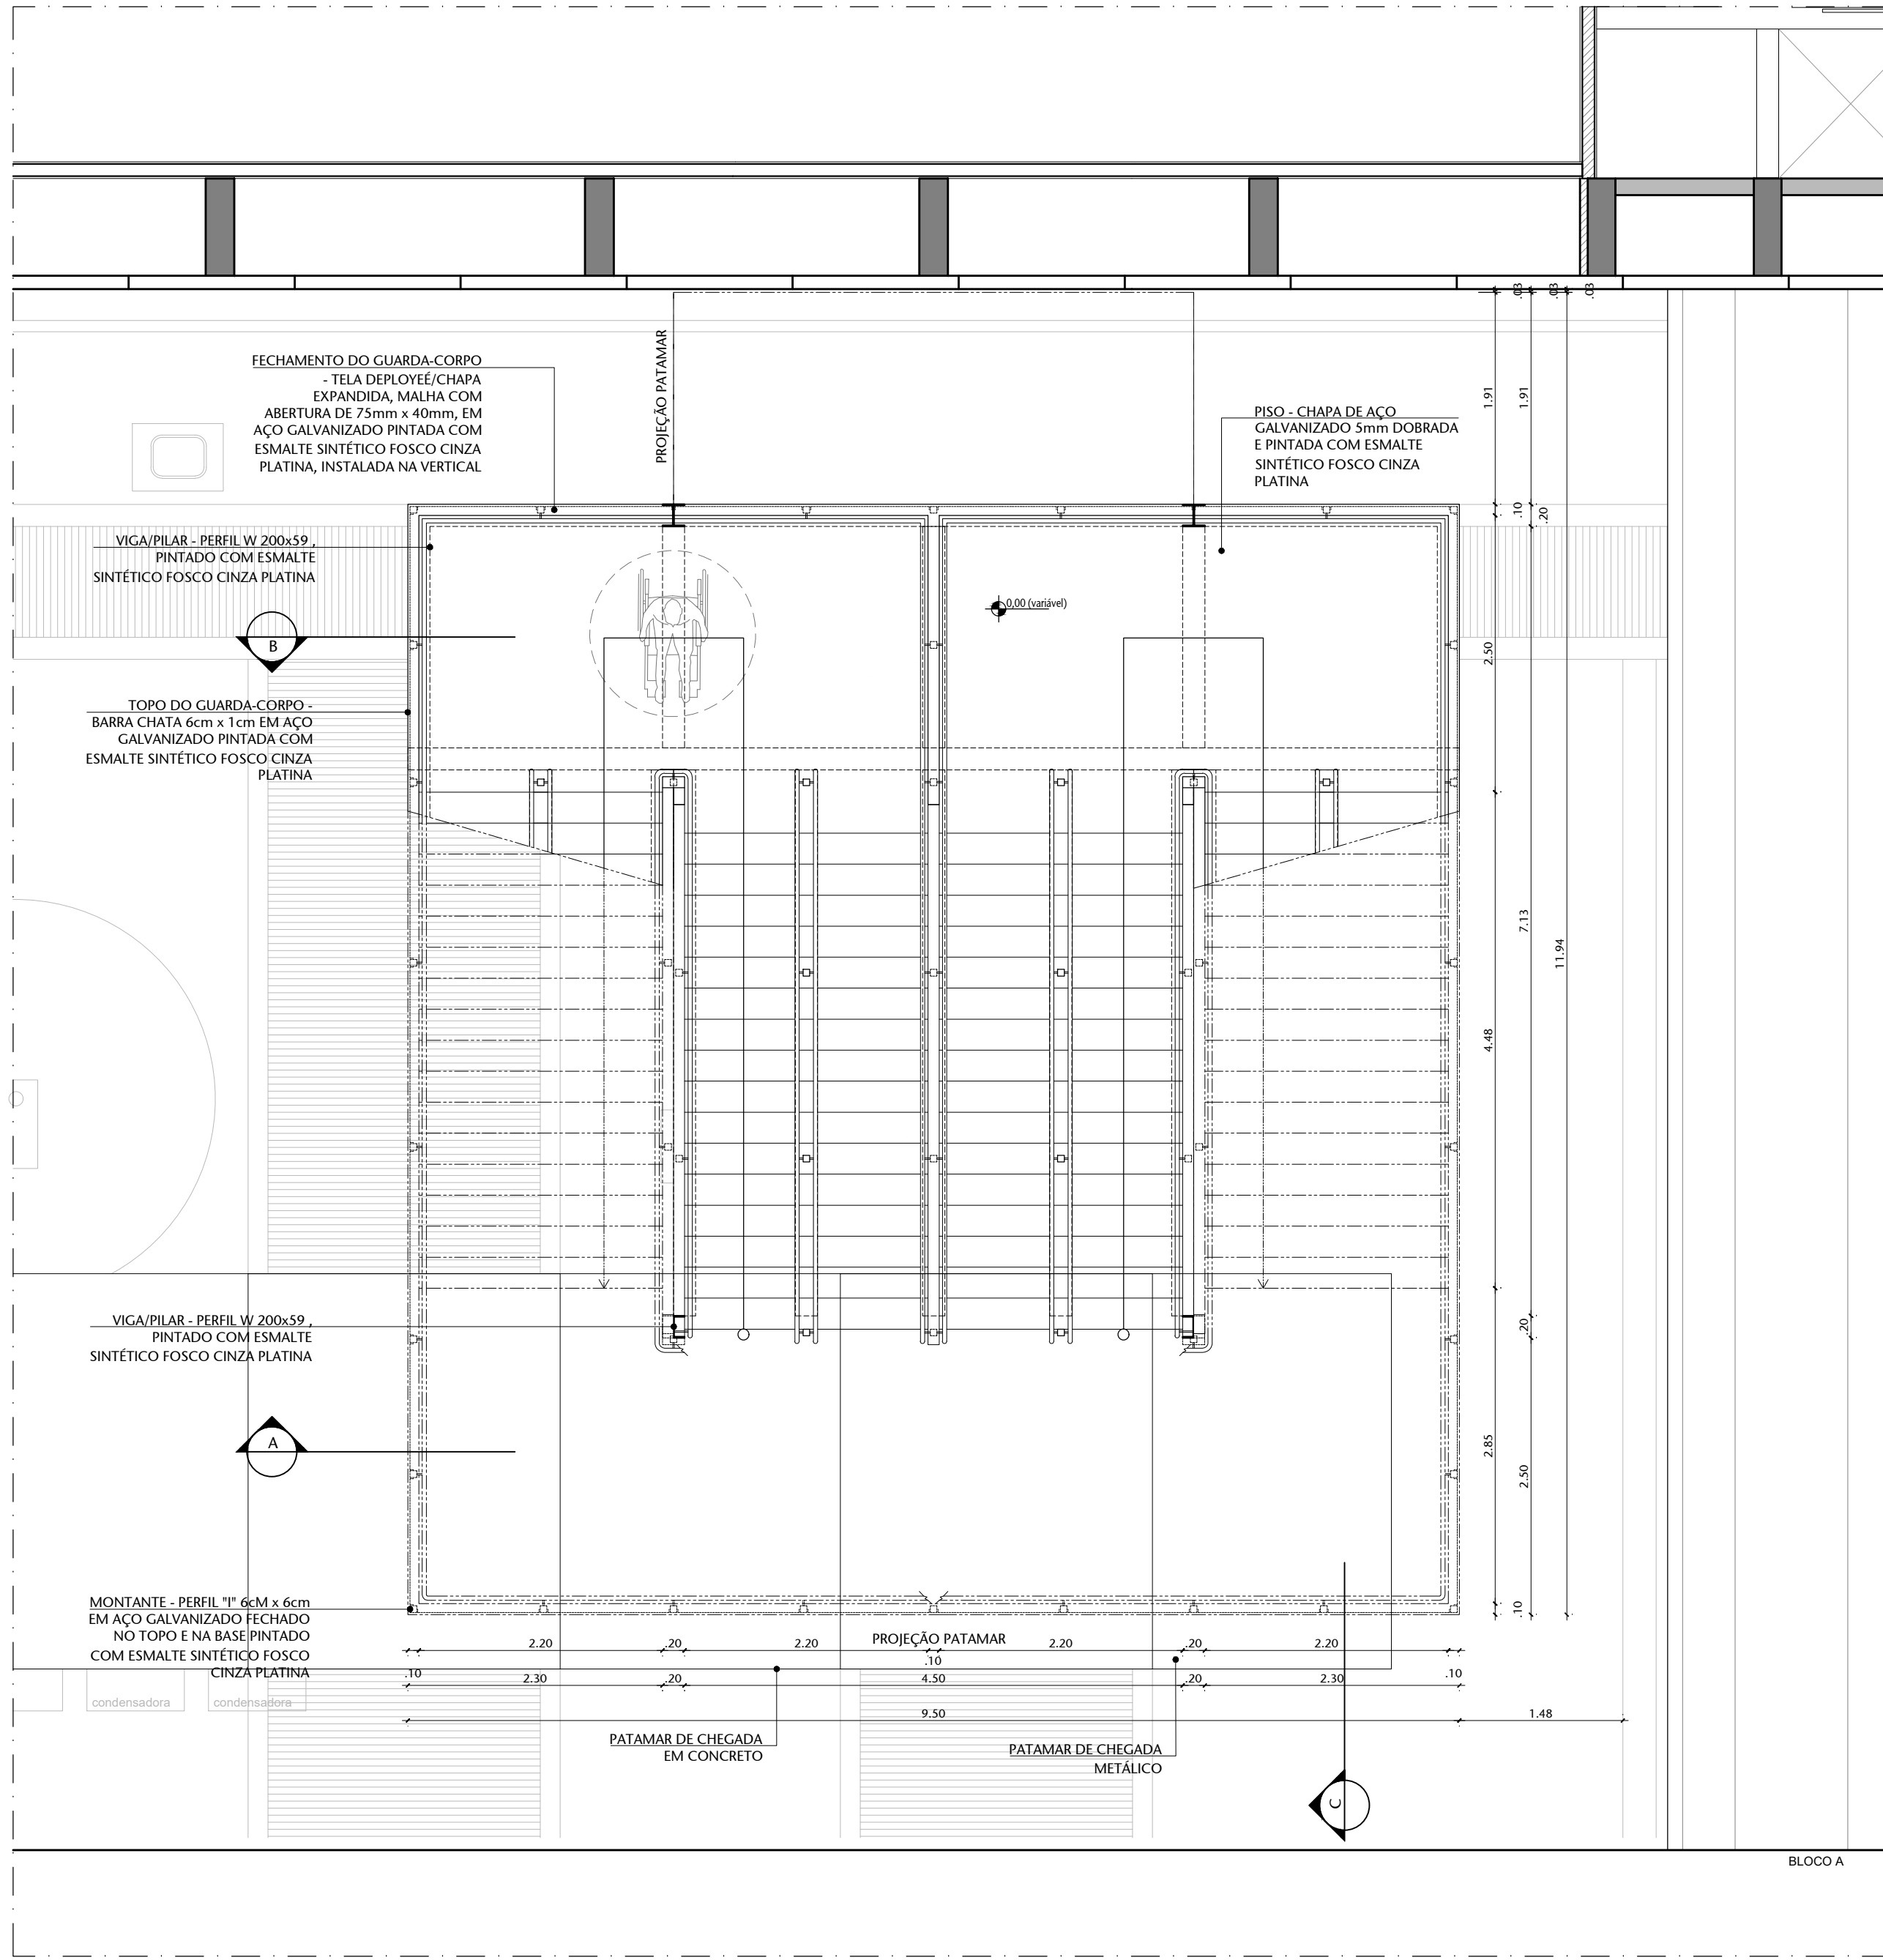 .03
.03
.03
FECHAMENTO DO GUARDA-CORPO
- TELA DEPLOYEÉ/CHAPA
EXPANDIDA, MALHA COM
ABERTURA DE 75mm x 40mm, EM
AÇO GALVANIZADO PINTADA COM
ESMALTE SINTÉTICO FOSCO CINZA
PLATINA, INSTALADA NA VERTICAL
PROJEÇÃO PATAMAR
PISO - CHAPA DE AÇO
GALVANIZADO 5mm DOBRADA
E PINTADA COM ESMALTE
SINTÉTICO FOSCO CINZA
PLATINA
1.91
1.91
.10
.20
VIGA/PILAR - PERFIL W 200x59 ,
PINTADO COM ESMALTE
SINTÉTICO FOSCO CINZA PLATINA
0,00 (variável)
B
2.50
TOPO DO GUARDA-CORPO -
BARRA CHATA 6cm x 1cm EM AÇO
GALVANIZADO PINTADA COM
ESMALTE SINTÉTICO FOSCO CINZA
PLATINA
7.13
11.94
4.48
VIGA/PILAR - PERFIL W 200x59 ,
PINTADO COM ESMALTE
SINTÉTICO FOSCO CINZA PLATINA
.20
A
2.85
2.50
MONTANTE - PERFIL "I" 6cM x 6cm
EM AÇO GALVANIZADO FECHADO
NO TOPO E NA BASE PINTADO
COM ESMALTE SINTÉTICO FOSCO
CINZA PLATINA
.10
2.20
.20
2.20
PROJEÇÃO PATAMAR
2.20
.20
2.20
.10
.10
2.30
.20
4.50
.20
2.30
.10
condensadora
condensadora
9.50
1.48
PATAMAR DE CHEGADA
EM CONCRETO
PATAMAR DE CHEGADA
METÁLICO
C
BLOCO A